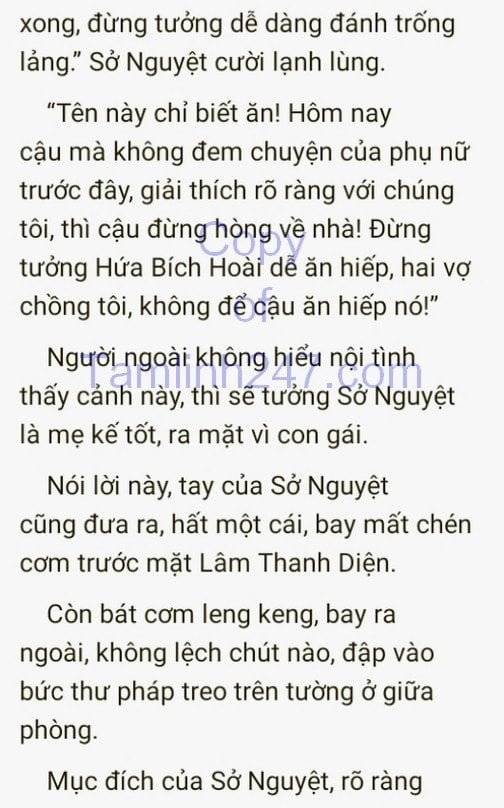 xong, đừng tưởng dễ dàng đánh trống
lảng.” Sở Nguyệt cười lạnh lùng.
“Tên này chỉ biết ăn! Hôm nay
cậu mà không đem chuyện của phụ nữ
trước đây, giải thích rõ ràng với chúng
tôi, thì cậu đừng hòng về nhà! Đừng
tưởng Hứa Bích Hoài dễ ăn hiếp, hai vợ
chồng tôi, không để cậu ăn hiếp nó!”
Người ngoài không hiểu nội tình
thấy cảnh này, thì sẽ tưởng Sở Nguyệt
là mẹ kế tốt, ra mặt vì con gái.
Nói lời này, tay của Sở Nguyệt
cũng đưa ra, hất một cái, bay mất chén
cơm trước mặt Lâm Thanh Diện.
Còn bát cơm leng keng, bay ra
ngoài, không lệch chút nào, đập vào
bức thư pháp treo trên tường ở giữa
phòng.
Mục đích của Sở Nguyệt, rõ ràng
Copy
of
Tamlinh247.com